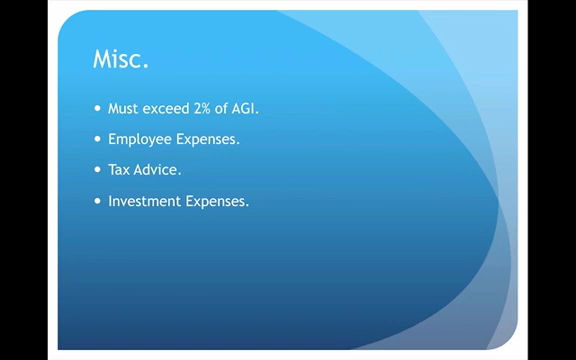 Misc.
• Must exceed 2% of AGI.
• Employee Expenses.
• Tax Advice.
• Investment Expenses.